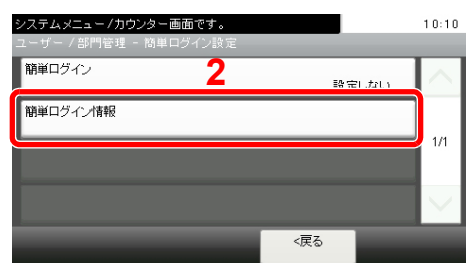 システムメニュー/カウンター画面です。
10:10
ユーザー / 部門管理 - 簡単ログイン設定
簡単ログイン
2
設定しない
簡単ログイン情報
1/1
<戻る